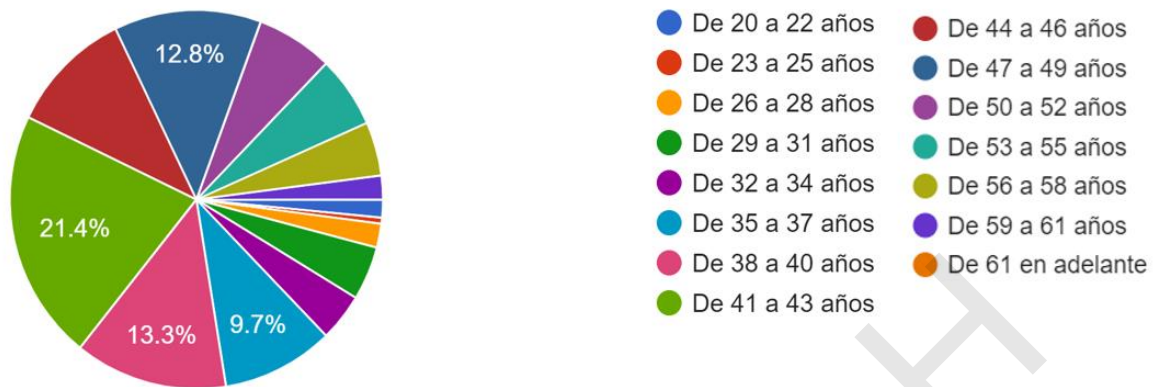 12.8%
21.4%
13.3%
9.7%
De 20 a 22 años
De 23 a 25 años
De 26 a 28 años
De 29 a 31 años
De 32 a 34 años
De 35 a 37 años
De 38 a 40 años
De 41 a 43 años
De 44 a 46 años
De 47 a 49 años
De 50 a 52 años
De 53 a 55 años
De 56 a 58 años
De 59 a 61 años
De 61 en adelante
H